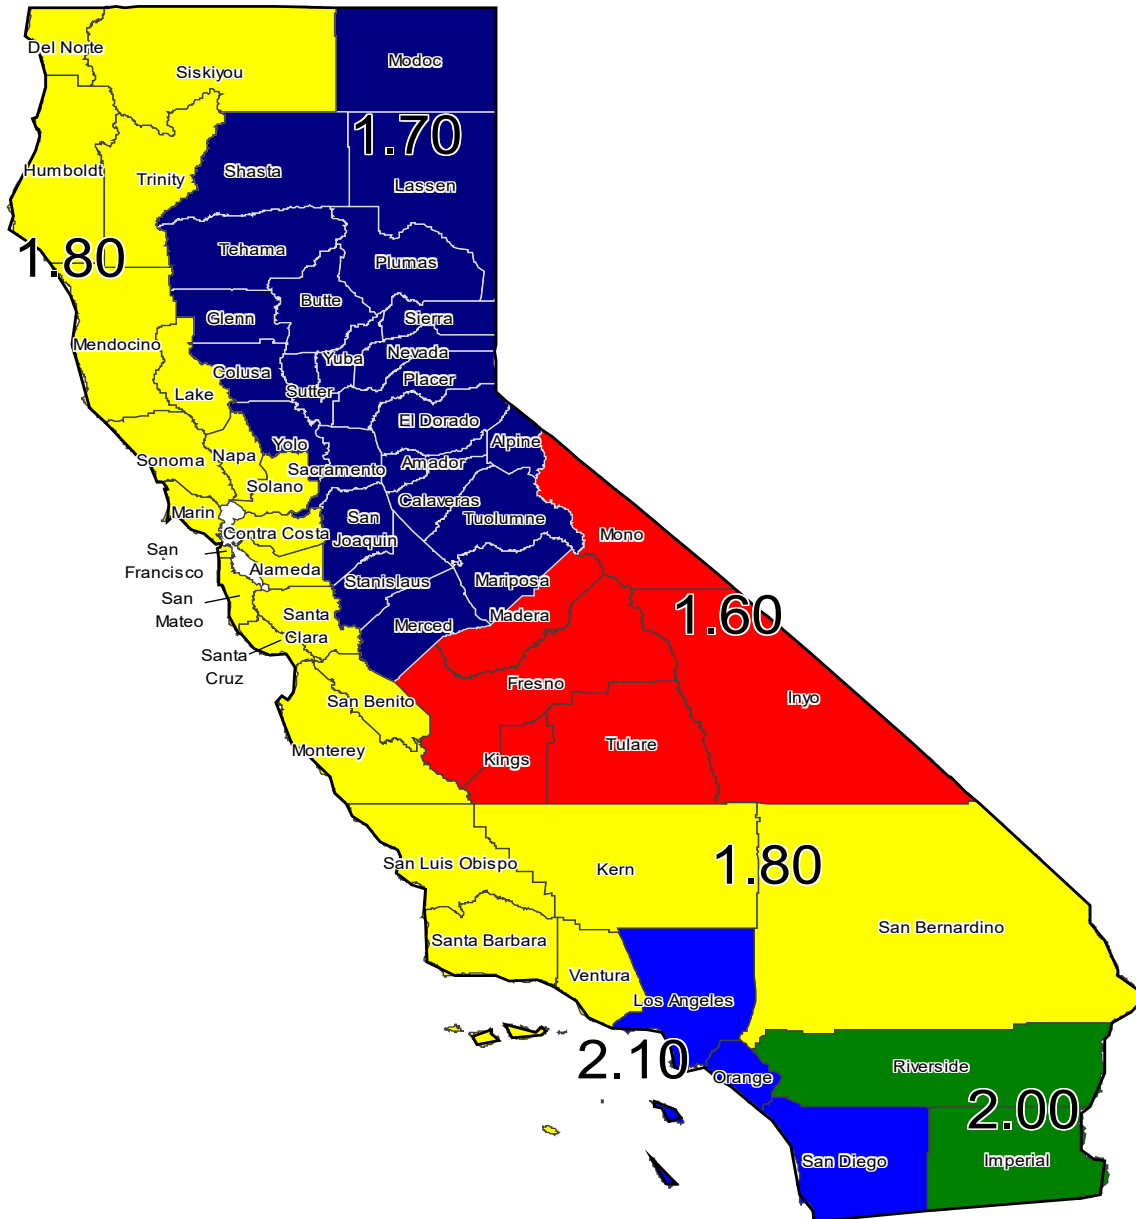 Del Norte
Siskiyou
Modoc
1.70
Humboldt
Trinity
Shasta
Lassen
1.80
Tehama
Plumas
Butte
Glenn
Sierra
Mendocino
Yuba
Nevada
Colusa
Placer
Lake
Sutter
El Dorado
Alpine
Yolo
Sonoma
Napa
Sacramento
Amador
Solano
Calaveras
Marin
San
Joaquin
Tuolumne
Contra Costa
Mono
San
Francisco
Alameda
Stanislaus
Mariposa
San
Mateo
Santa
Clara
Merced
Madera
1.60
Santa
Cruz
Fresno
Inyo
San Benito
Monterey
Kings
Tulare
San Luis Obispo
Kern
1.80
San Bernardino
Santa Barbara
Ventura
Los Angeles
2.10
Orange
Riverside
2.00
San Diego
Imperial